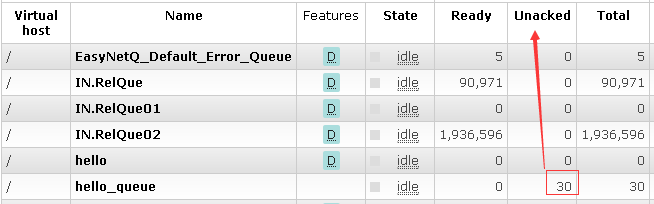 Virtual host Name Features State Ready Unacked Total
/ EasyNetQ_Default_Error_Queue D idle 5 0 5
/ IN.RelQue D idle 90,971 0 90,971
/ IN.RelQue01 D idle 0 0 0
/ IN.RelQue02 D idle 1,936,596 0 1,936,596
/ hello D idle 0 0 0
/ hello_queue idle 0 30 30